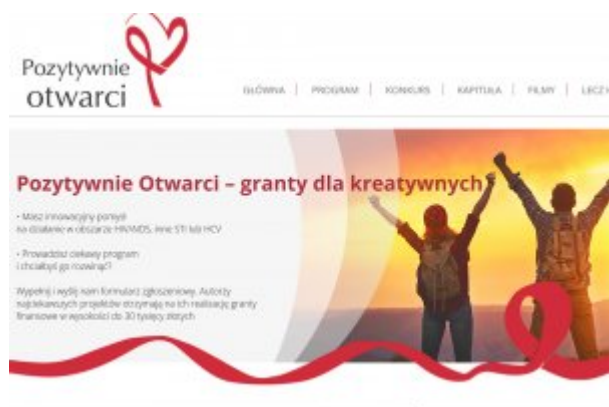 Pozytywnie
otwarci
GŁÓWNA | PROGRAM | KONKURS | KAPITUŁA | FILMY | LECZ
Pozytywnie Otwarci – granty dla kreatywnych
• Masz innowacyjny pomysł
na działanie w obszarze HIV/AIDS, inne STI lub HCV
• Prowadzisz ciekawy program
i chciałbyś go rozwinąć?
Wypełnij i wyślij nam formularz zgłoszeniowy. Autorzy
najciekawszych projektów otrzymają na ich realizację granty
finansowe w wysokości do 30 tysięcy złotych